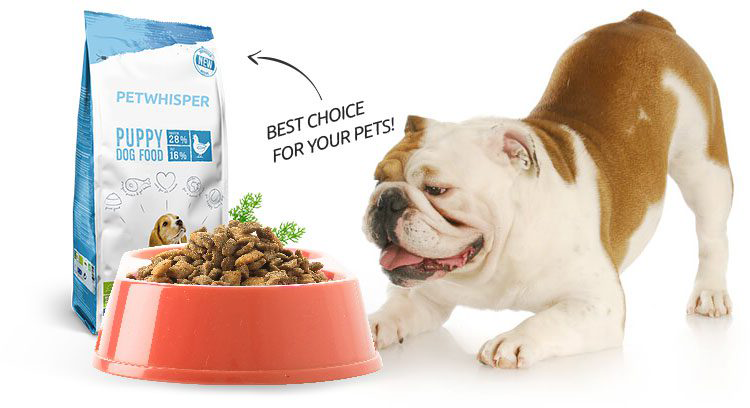 NEW
PETWHISPER
PUPPY
DOG FOOD
28%
16%
BEST CHOICE
FOR YOUR PETS!